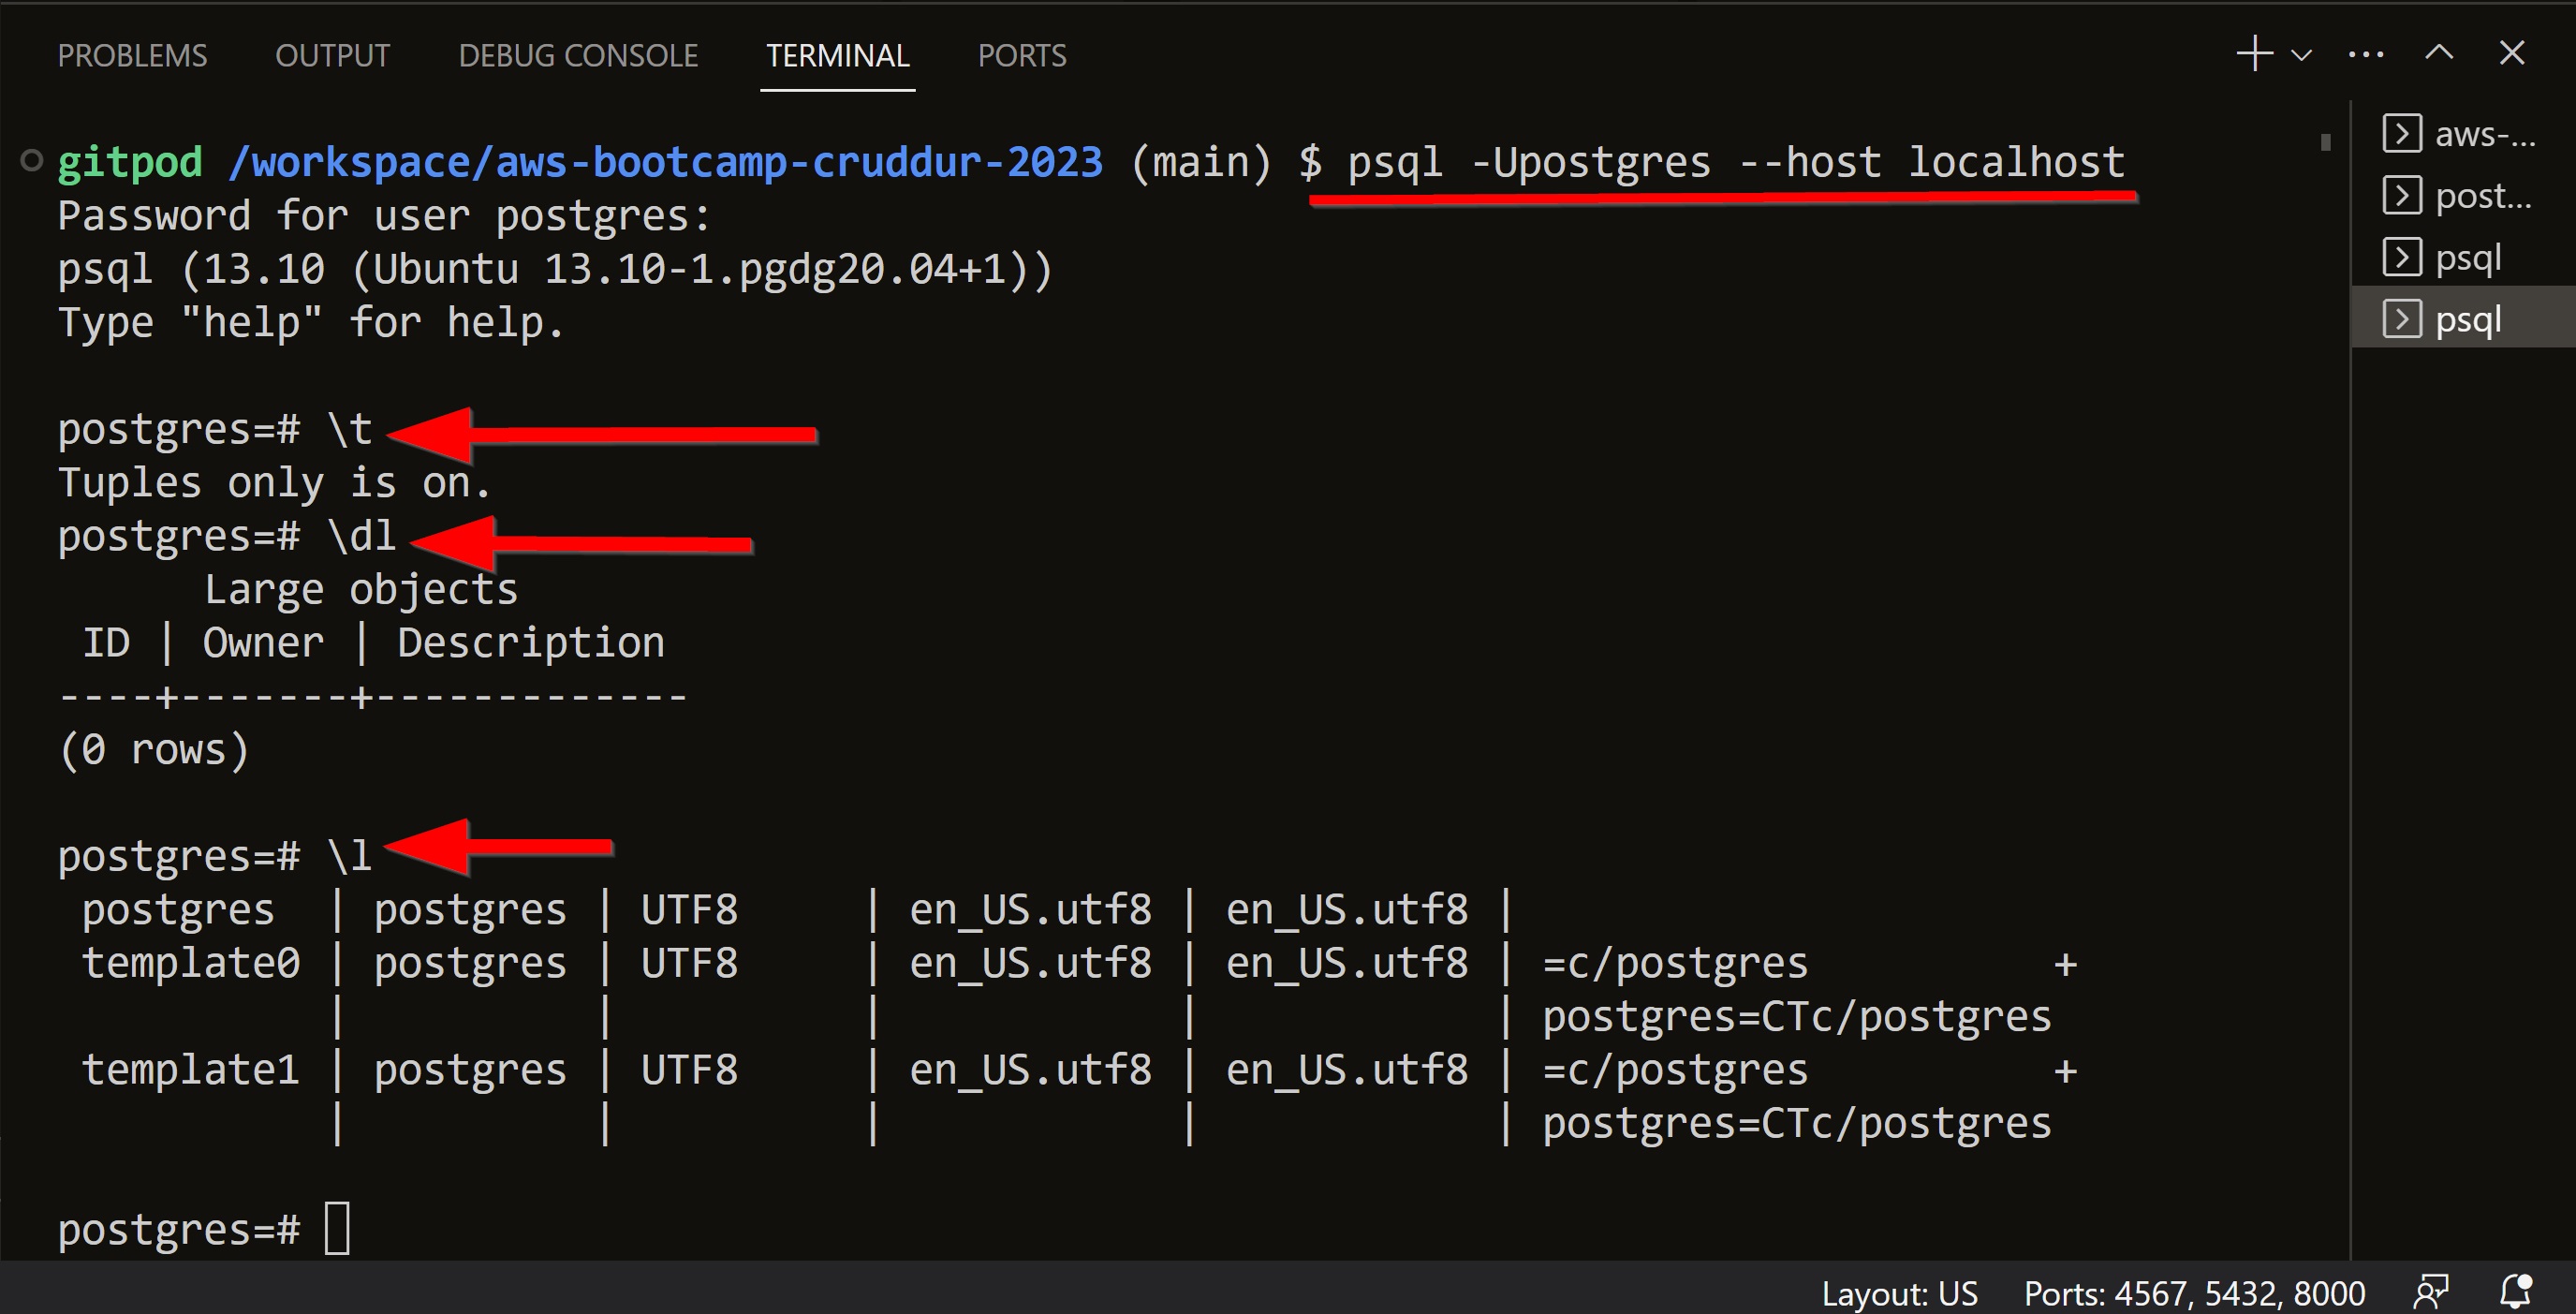 PROBLEMS OUTPUT DEBUG CONSOLE TERMINAL PORTS
gitpod /workspace/aws-bootcamp-cruddur-2023 (main) $ psql -Upostgres --host localhost
Password for user postgres:
psql (13.10 (Ubuntu 13.10-1.pgdg20.04+1))
Type "help" for help.
postgres=# \t
Tuples only is on.
postgres=# \dl
      Large objects
 ID | Owner | Description
----+-------+-------------
(0 rows)
postgres=# \l
 postgres  | postgres | UTF8     | en_US.utf8 | en_US.utf8 |
 template0 | postgres | UTF8     | en_US.utf8 | en_US.utf8 | =c/postgres          +
           |          |          |            |            | postgres=CTc/postgres
 template1 | postgres | UTF8     | en_US.utf8 | en_US.utf8 | =c/postgres          +
           |          |          |            |            | postgres=CTc/postgres
postgres=#
aws-...
post...
psql
psql
Layout: US Ports: 4567, 5432, 8000